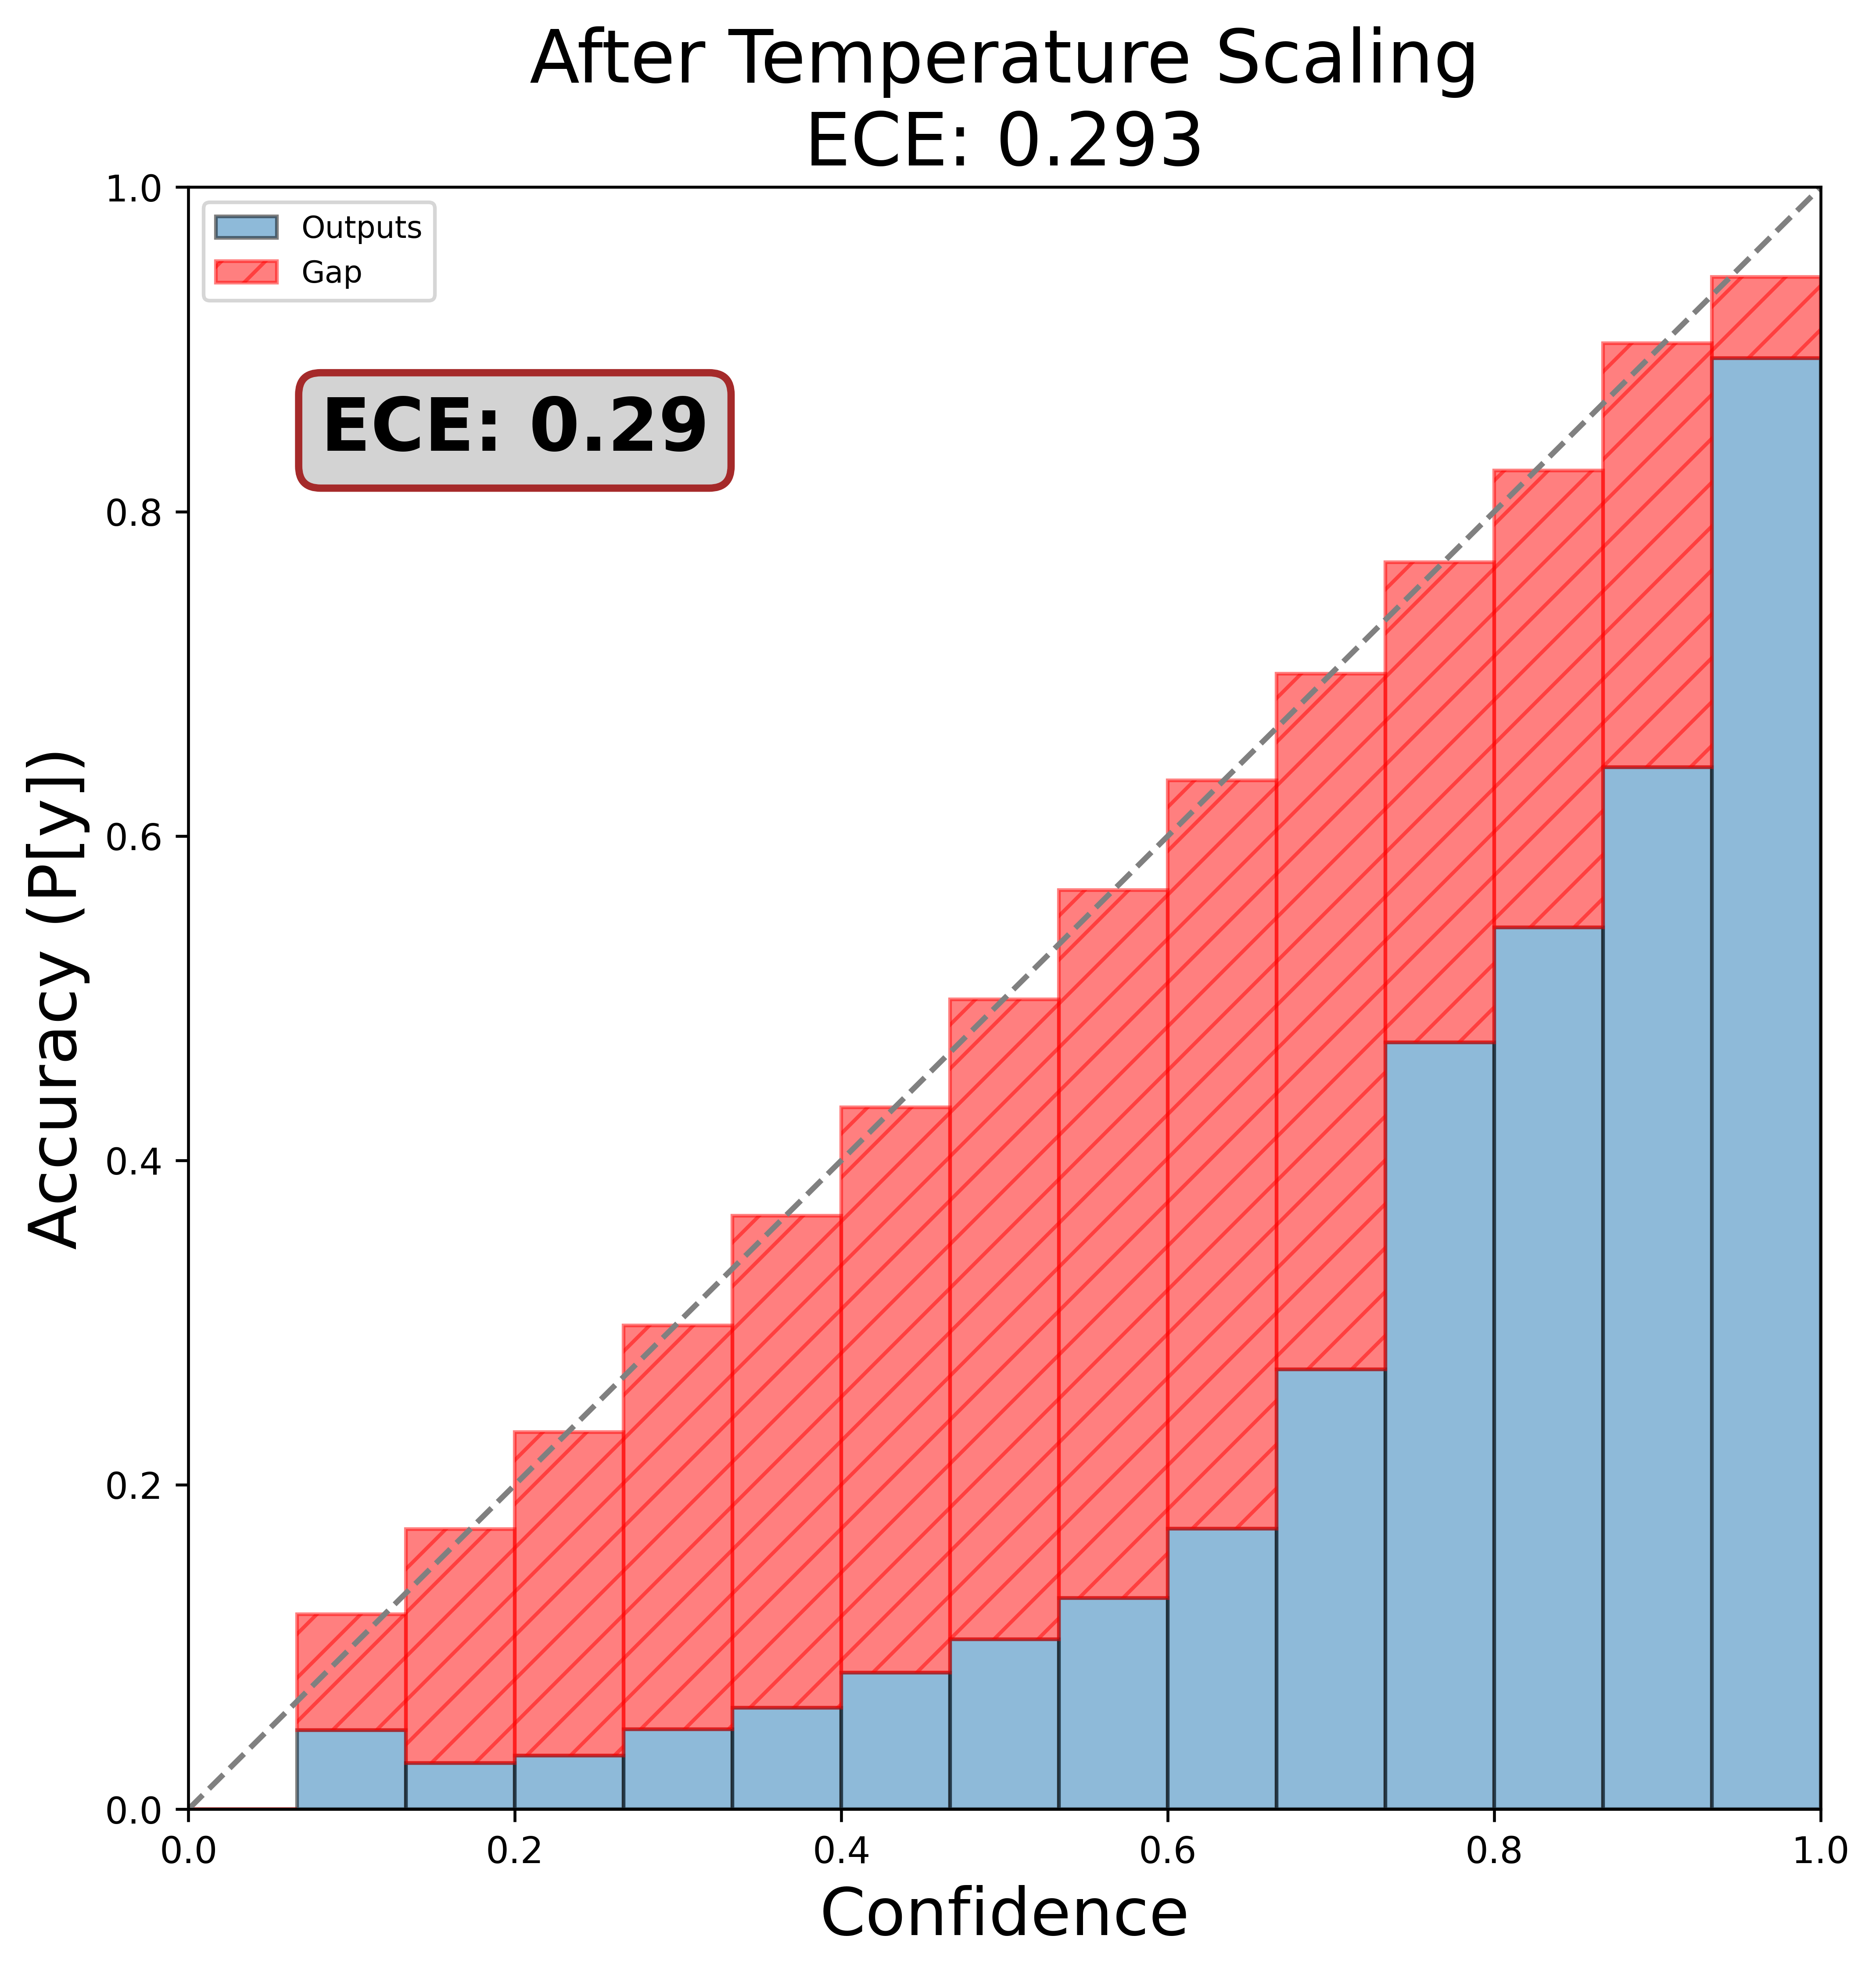 After Temperature Scaling
ECE: 0.293
1.0
0.8
0.6
0.4
0.2
0.0
Accuracy (P[y])
Outputs
Gap
ECE: 0.29
0.0 0.2 0.4 0.6 0.8 1.0
Confidence